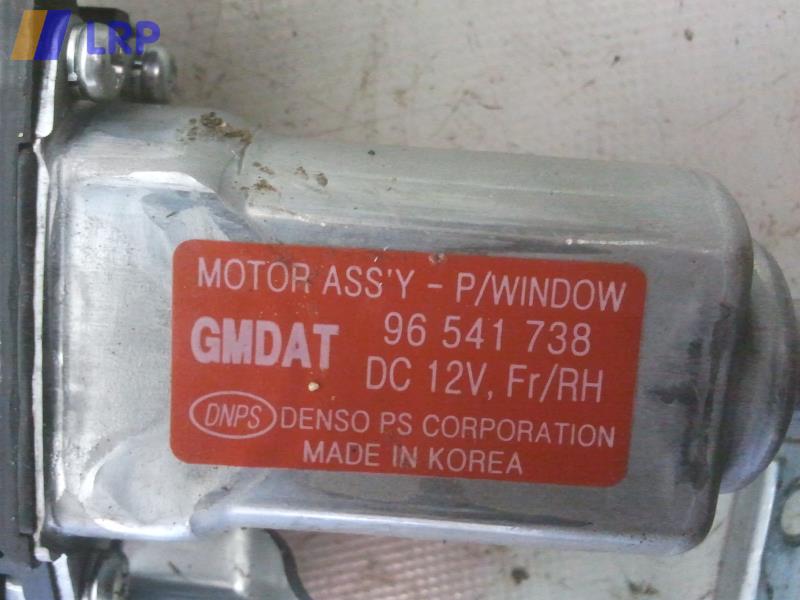 LRP
MOTOR ASS'Y - P/WINDOW
GMDAT 96 541 738
DC 12V, Fr/RH
DNPS DENSO PS CORPORATION
MADE IN KOREA